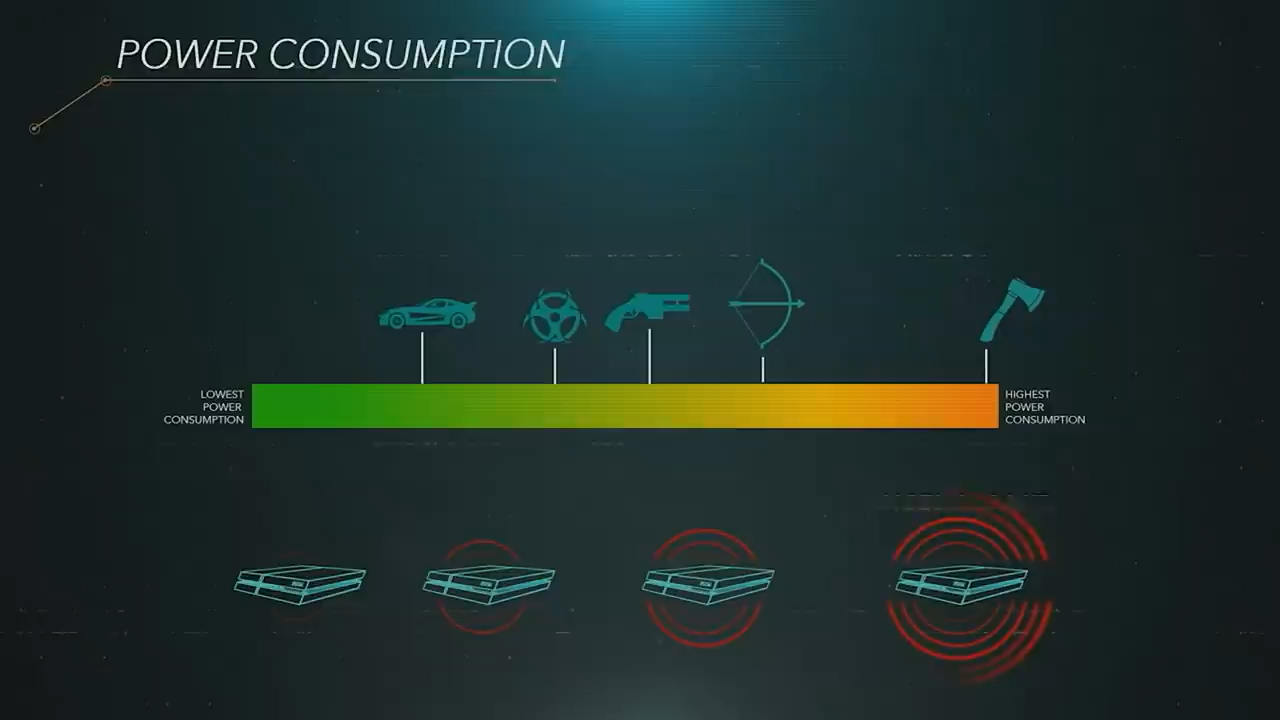 POWER CONSUMPTION
LOWEST
POWER
CONSUMPTION
HIGHEST
POWER
CONSUMPTION